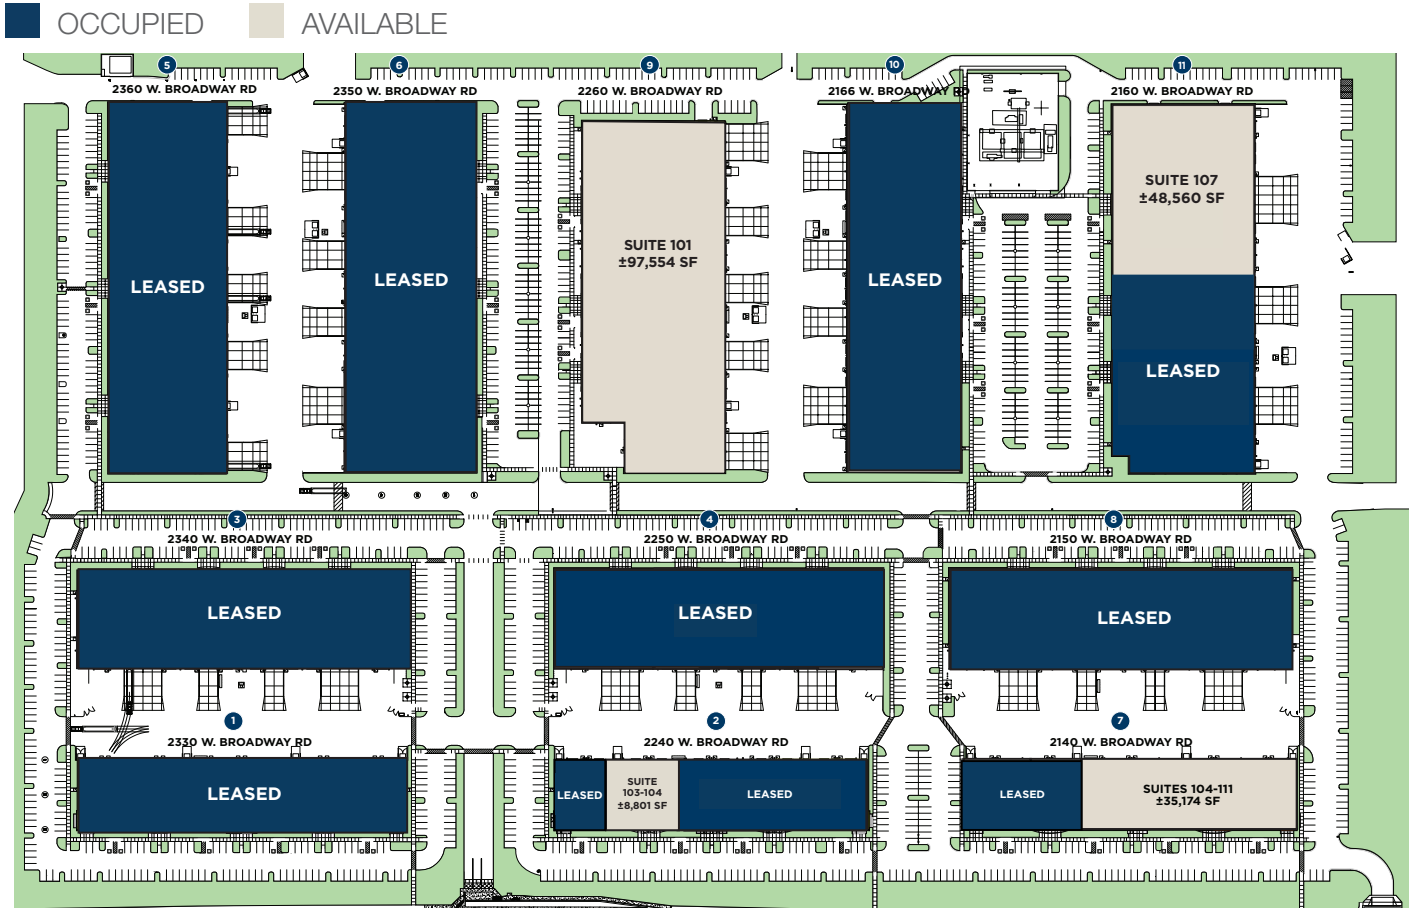 OCCUPIED AVAILABLE
5 6 9 10 11
2360 W. BROADWAY RD 2350 W. BROADWAY RD 2260 W. BROADWAY RD 2166 W. BROADWAY RD 2160 W. BROADWAY RD
SUITE 107
±48,560 SF
SUITE 101
±97,554 SF
LEASED LEASED LEASED
LEASED
3 4 8
2340 W. BROADWAY RD 2250 W. BROADWAY RD 2150 W. BROADWAY RD
LEASED LEASED LEASED
1 2 7
2330 W. BROADWAY RD 2240 W. BROADWAY RD 2140 W. BROADWAY RD
LEASED
LEASED
SUITE
103-104
±8,801 SF
LEASED
LEASED
SUITES 104-111
±35,174 SF